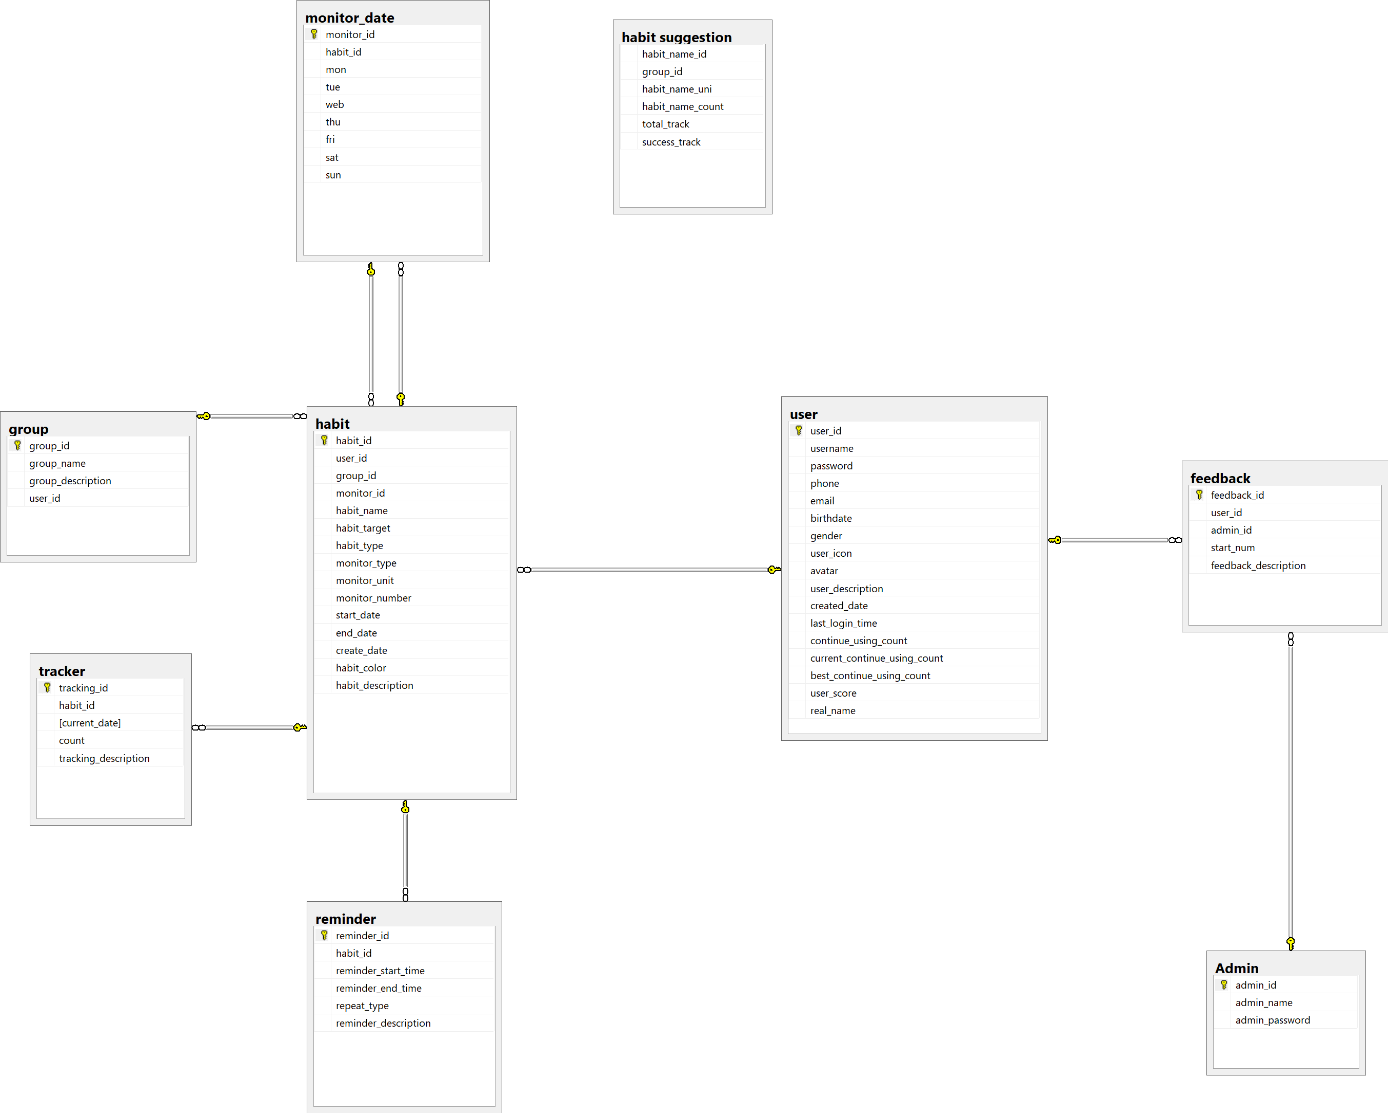 monitor_date
monitor_id
habit_id
mon
tue
web
thu
fri
sat
sun
habit suggestion
habit_name_id
group_id
habit_name_uni
habit_name_count
total_track
success_track
group
group_id
group_name
group_description
user_id
habit
habit_id
user_id
group_id
monitor_id
habit_name
habit_target
habit_type
monitor_type
monitor_unit
monitor_number
start_date
end_date
create_date
habit_color
habit_description
user
user_id
username
password
phone
email
birthdate
gender
user_icon
avatar
user_description
created_date
last_login_time
continue_using_count
current_continue_using_count
best_continue_using_count
user_score
real_name
feedback
feedback_id
user_id
admin_id
start_num
feedback_description
tracker
tracking_id
habit_id
[current_date]
count
tracking_description
reminder
reminder_id
habit_id
reminder_start_time
reminder_end_time
repeat_type
reminder_description
Admin
admin_id
admin_name
admin_password